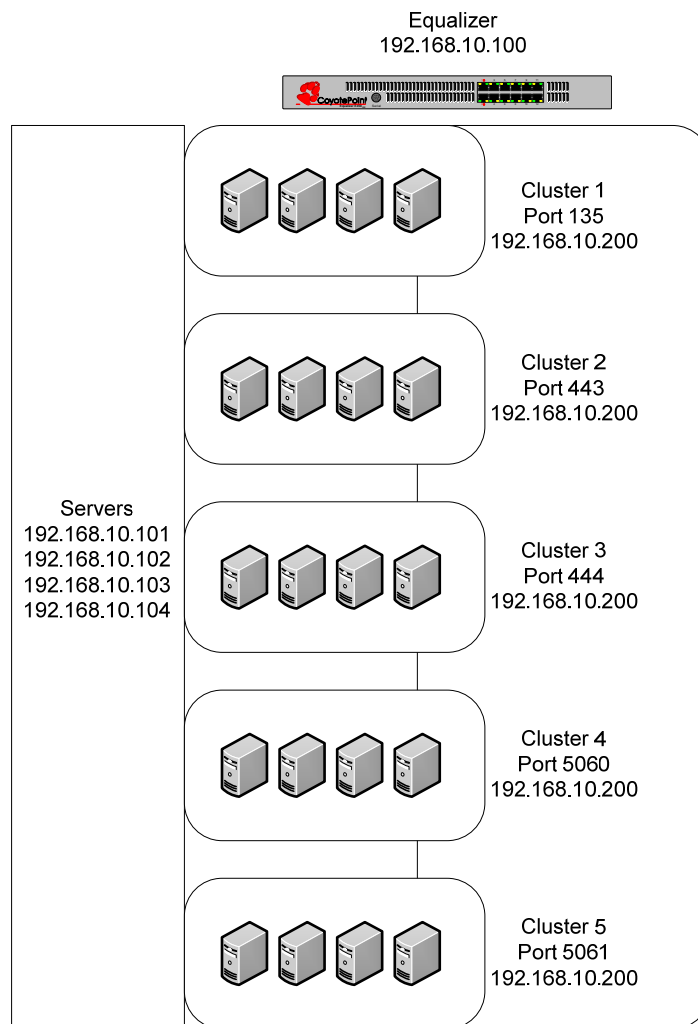 Equalizer
192.168.10.100
CoyotePoint
Cluster 1
Port 135
192.168.10.200
Cluster 2
Port 443
192.168.10.200
Servers
192.168.10.101
192.168.10.102
192.168.10.103
192.168.10.104
Cluster 3
Port 444
192.168.10.200
Cluster 4
Port 5060
192.168.10.200
Cluster 5
Port 5061
192.168.10.200